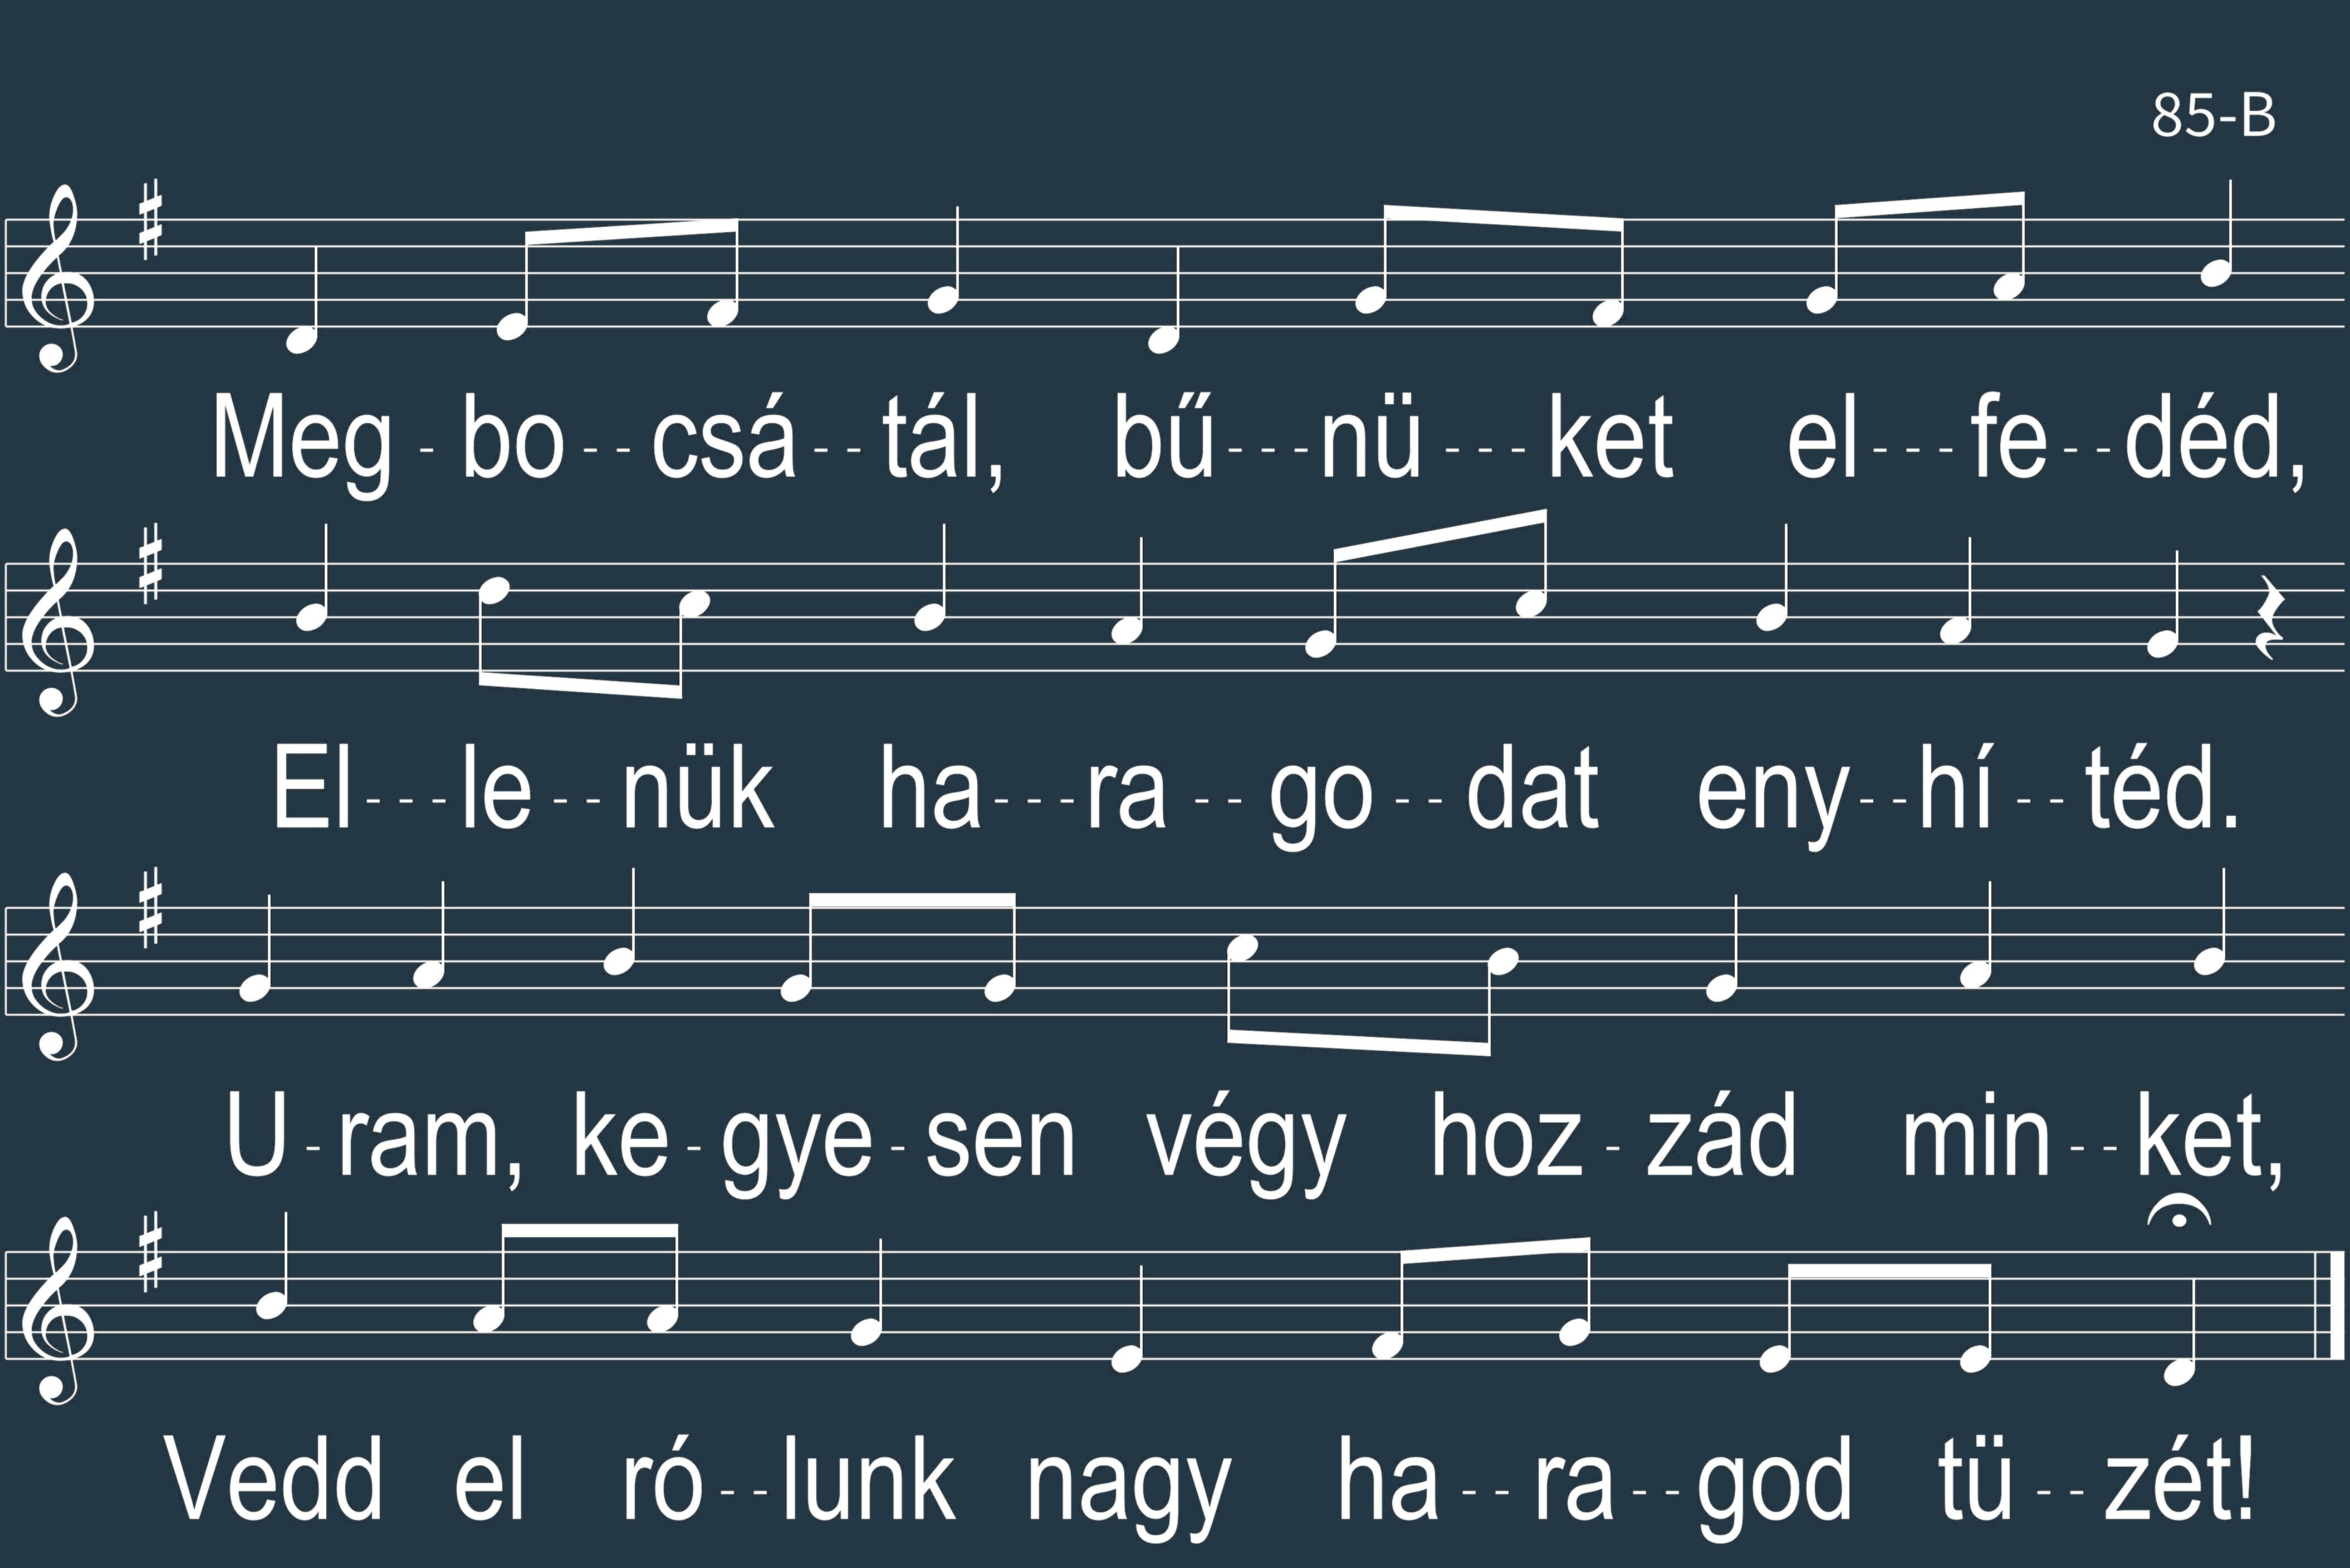 85-B
Meg - bo - - csá - - tál, bű - - - nü - - - ket el - - - fe - - déd,
El - - - le - - nük ha - - - ra - - go - - dat eny - - hí - - téd.
U - ram, ke - gye - sen végy hoz - zád min - - ket,
Vedd el ró - - lunk nagy ha - - ra - - god tü - - zét!